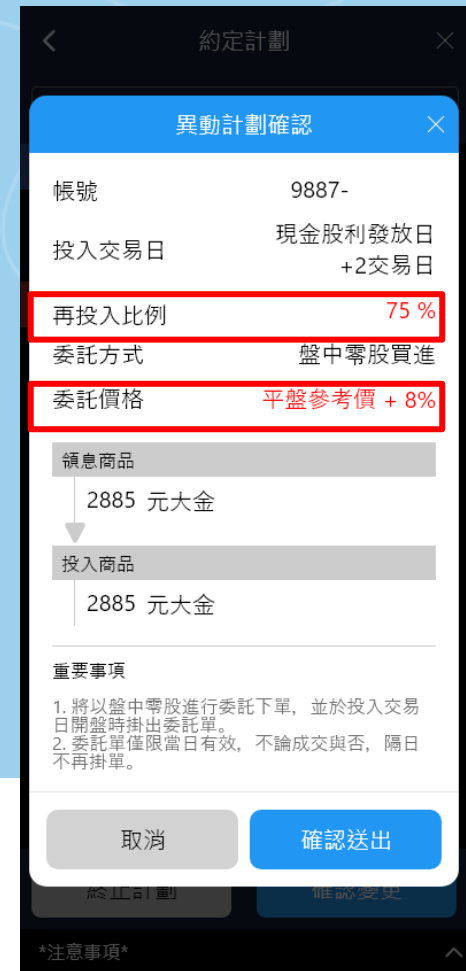 約定計劃
異動計劃確認
帳號 9887-
投入交易日 現金股利發放日
+2交易日
再投入比例 75 %
委託方式 盤中零股買進
委託價格 平盤參考價 + 8%
領息商品
2885 元大金
投入商品
2885 元大金
重要事項
1. 將以盤中零股進行委託下單，並於投入交易
日開盤時掛出委託單。
2. 委託單僅限當日有效，不論成交與否，隔日
不再掛單。
取消 確認送出
終止計劃 確認變更
*注意事項*